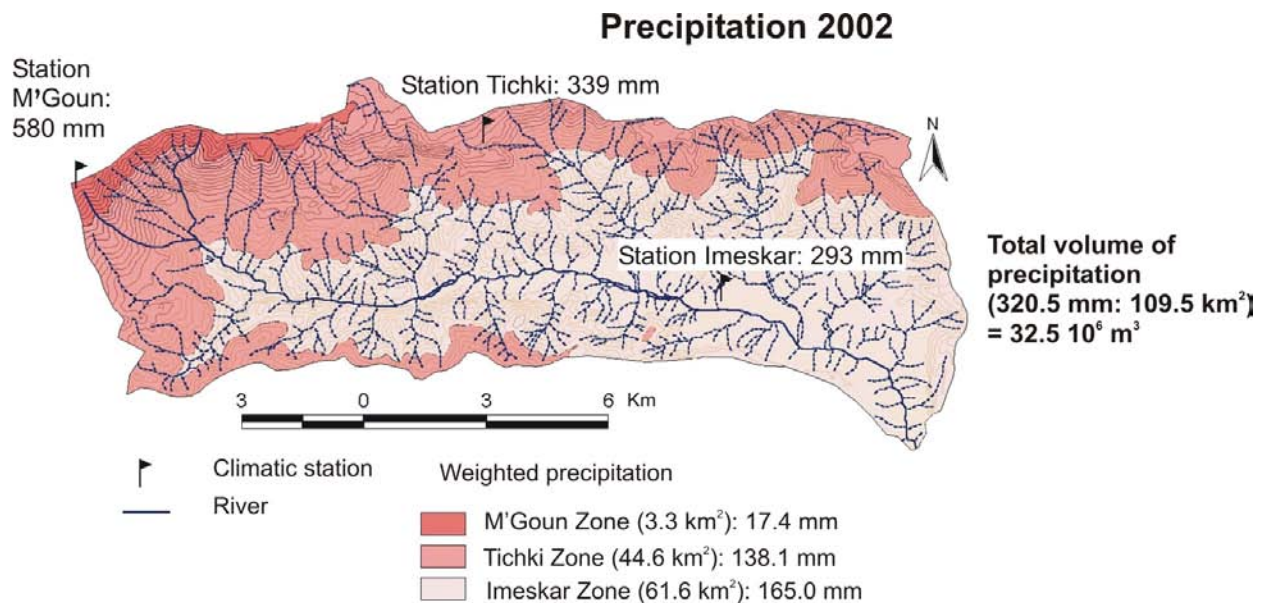 Precipitation 2002
Station
M'Goun:
580 mm
Station Tichki: 339 mm
N
Station Imeskar: 293 mm
Total volume of
precipitation
(320.5 mm: 109.5 km²)
= 32.5 10⁶ m³
3 0 3 6 Km
Climatic station
River
Weighted precipitation
M'Goun Zone (3.3 km²): 17.4 mm
Tichki Zone (44.6 km²): 138.1 mm
Imeskar Zone (61.6 km²): 165.0 mm